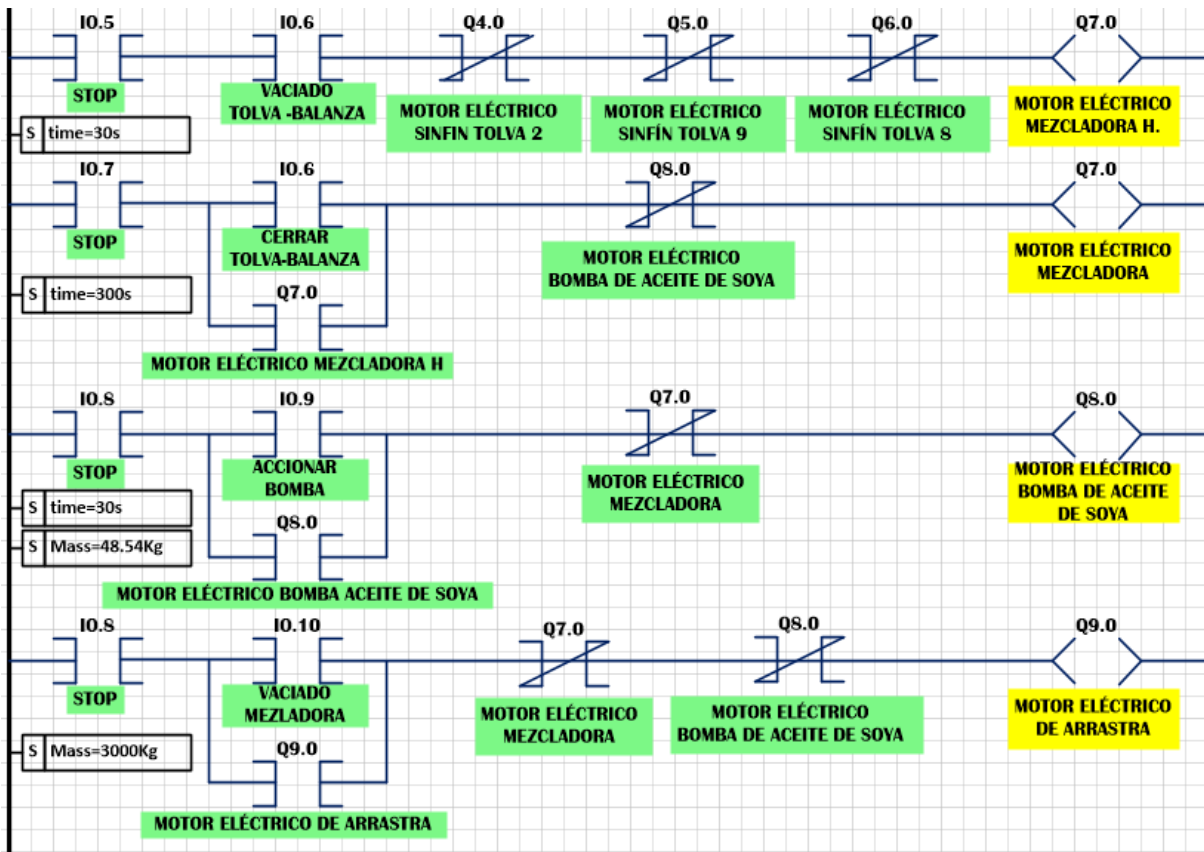 I0.5 I0.6 Q4.0 Q5.0 Q6.0 Q7.0
STOP
VACIADO
TOLVA -BALANZA
MOTOR ELÉCTRICO
SINFIN TOLVA 2
MOTOR ELÉCTRICO
SINFÍN TOLVA 9
MOTOR ELÉCTRICO
SINFÍN TOLVA 8
MOTOR ELÉCTRICO
MEZCLADORA H.
S time=30s
I0.7 I0.6 Q8.0 Q7.0
STOP
CERRAR
TOLVA-BALANZA
MOTOR ELÉCTRICO
BOMBA DE ACEITE DE SOYA
MOTOR ELÉCTRICO
MEZCLADORA
S time=300s
Q7.0
MOTOR ELÉCTRICO MEZCLADORA H
I0.8 I0.9 Q7.0 Q8.0
STOP
ACCIONAR
BOMBA
MOTOR ELÉCTRICO
MEZCLADORA
MOTOR ELÉCTRICO
BOMBA DE ACEITE
DE SOYA
S time=30s
S Mass=48.54Kg
Q8.0
MOTOR ELÉCTRICO BOMBA ACEITE DE SOYA
I0.8 I0.10 Q7.0 Q8.0 Q9.0
STOP
VACIADO
MEZLADORA
MOTOR ELÉCTRICO
MEZCLADORA
MOTOR ELÉCTRICO
BOMBA DE ACEITE DE SOYA
MOTOR ELÉCTRICO
DE ARRASTRA
S Mass=3000Kg
Q9.0
MOTOR ELÉCTRICO DE ARRASTRA